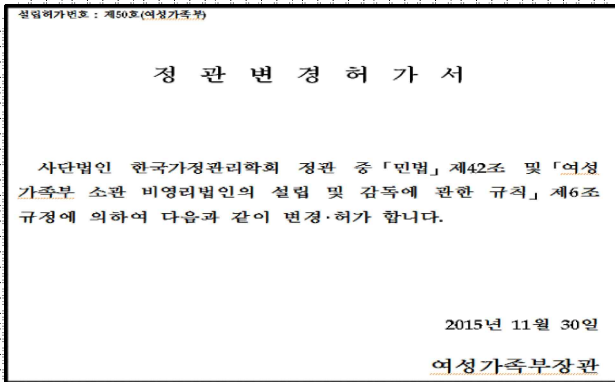 설립허가번호 : 제50호(여성가족부)
정 관 변 경 허 가 서
사단법인 한국가정관리학회 정관 중 「민법」 제42조 및 「여성
가족부 소관 비영리법인의 설립 및 감독에 관한 규칙」 제6조
규정에 의하여 다음과 같이 변경·허가 합니다.
2015년 11월 30일
여성가족부장관